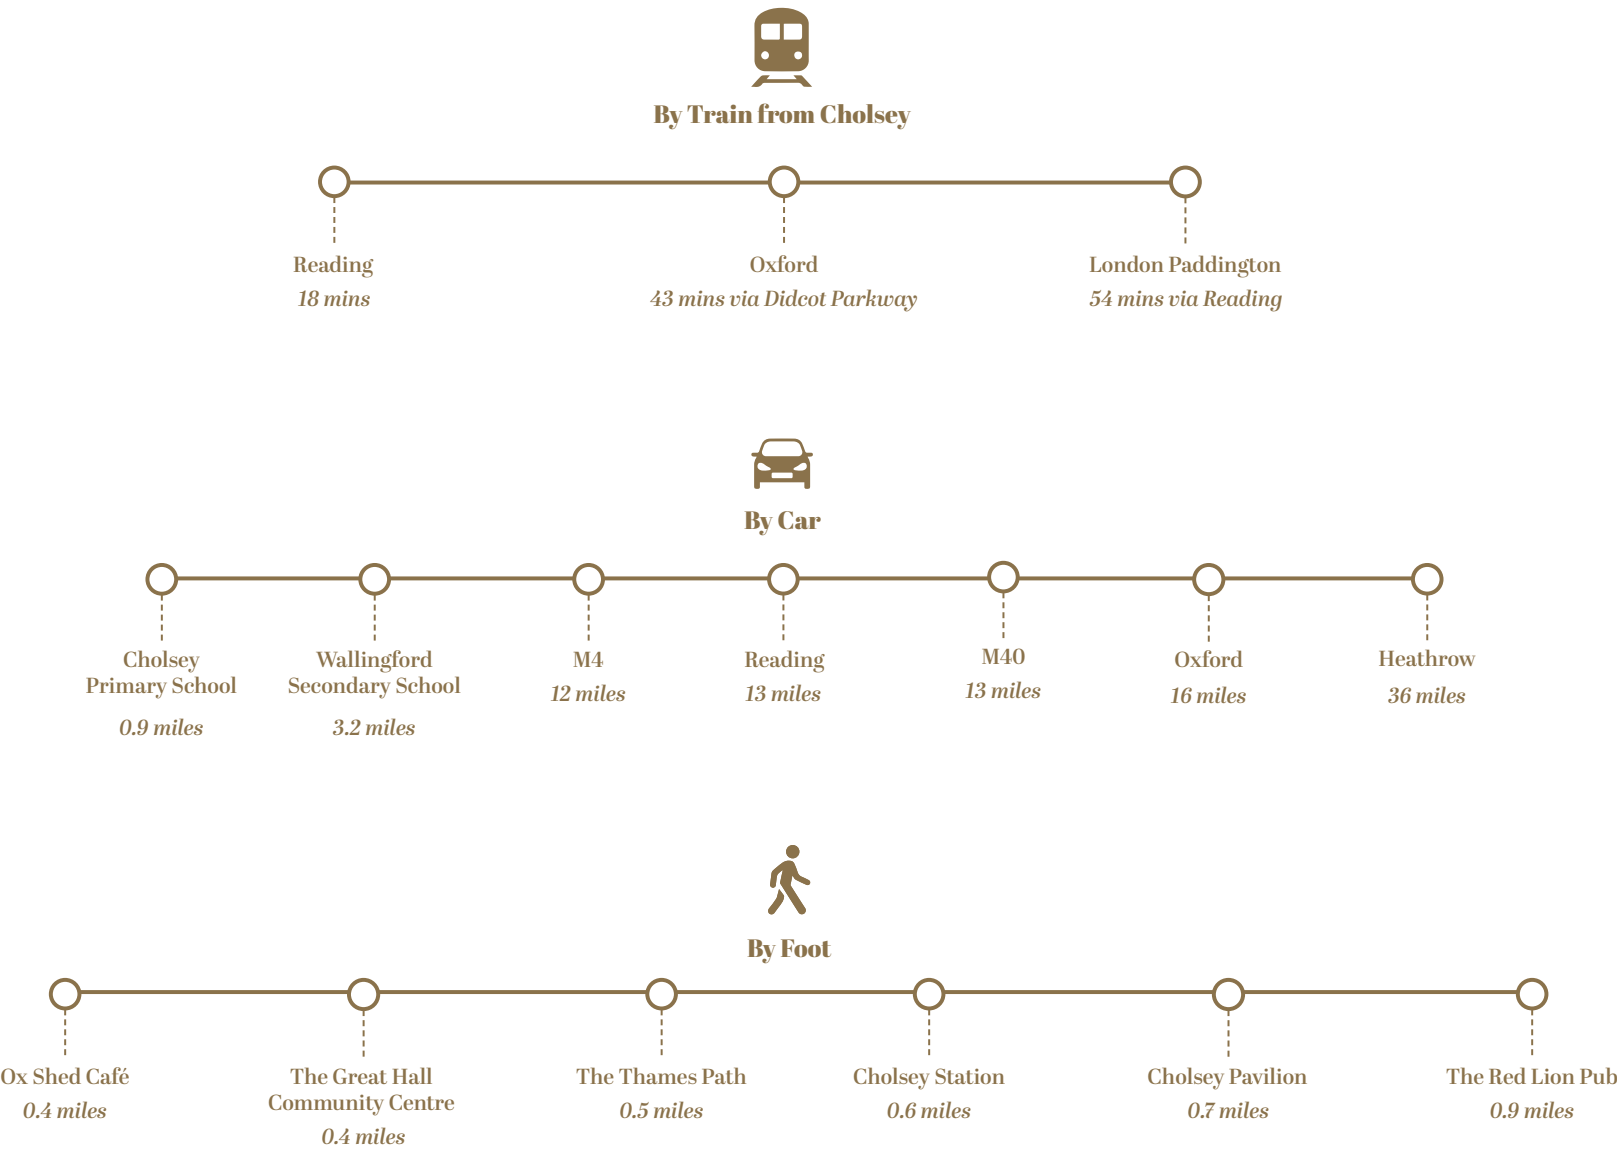 By Train from Cholsey
Reading
18 mins
Oxford
43 mins via Didcot Parkway
London Paddington
54 mins via Reading
By Car
Cholsey
Primary School
0.9 miles
Wallingford
Secondary School
3.2 miles
M4
12 miles
Reading
13 miles
M40
13 miles
Oxford
16 miles
Heathrow
36 miles
By Foot
Ox Shed Café
0.4 miles
The Great Hall
Community Centre
0.4 miles
The Thames Path
0.5 miles
Cholsey Station
0.6 miles
Cholsey Pavilion
0.7 miles
The Red Lion Pub
0.9 miles